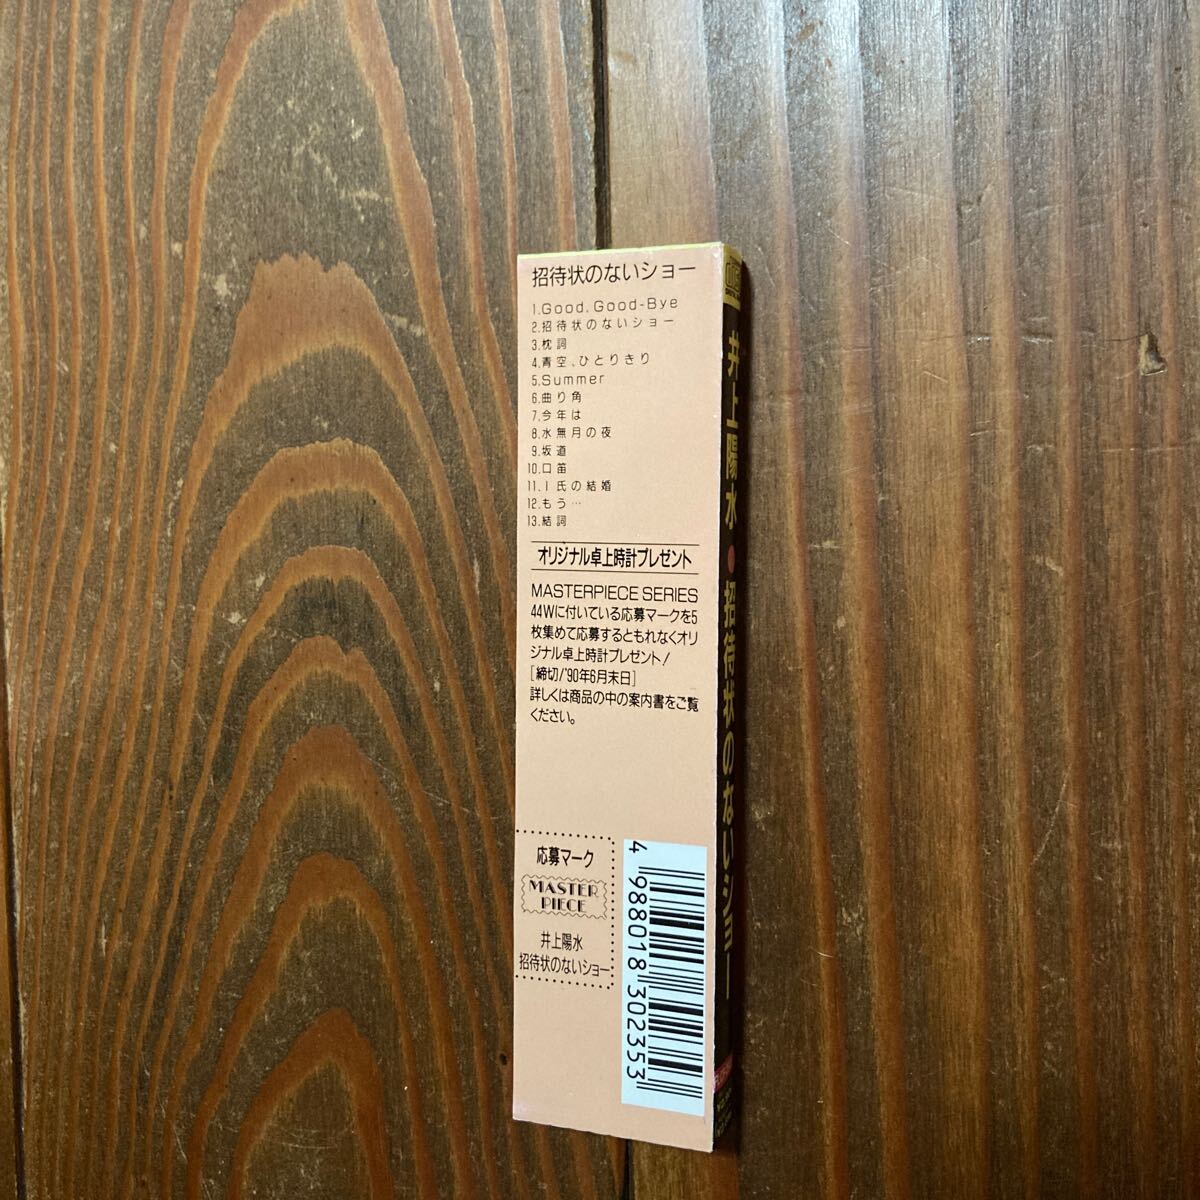 招待状のないショー
1.Good, Good-Bye
2.招待状のないショー
3.枕詞
4.青空、ひとりきり
5.Summer
6.曲り角
7.今年は
8.水無月の夜
9.坂道
10.口笛
11.I氏の結婚
12.もう…
13.結詞
オリジナル卓上時計プレゼント
MASTERPIECE SERIES
44Wに付いている応募マークを5
枚集めて応募するともれなくオリ
ジナル卓上時計プレゼント!
[締切/'90年6月末日]
詳しくは商品の中の案内書をご覧
ください。
応募マーク
MASTER
PIECE
井上陽水
招待状のないショー
4 988018 302353
井上陽水●招待状のないショー